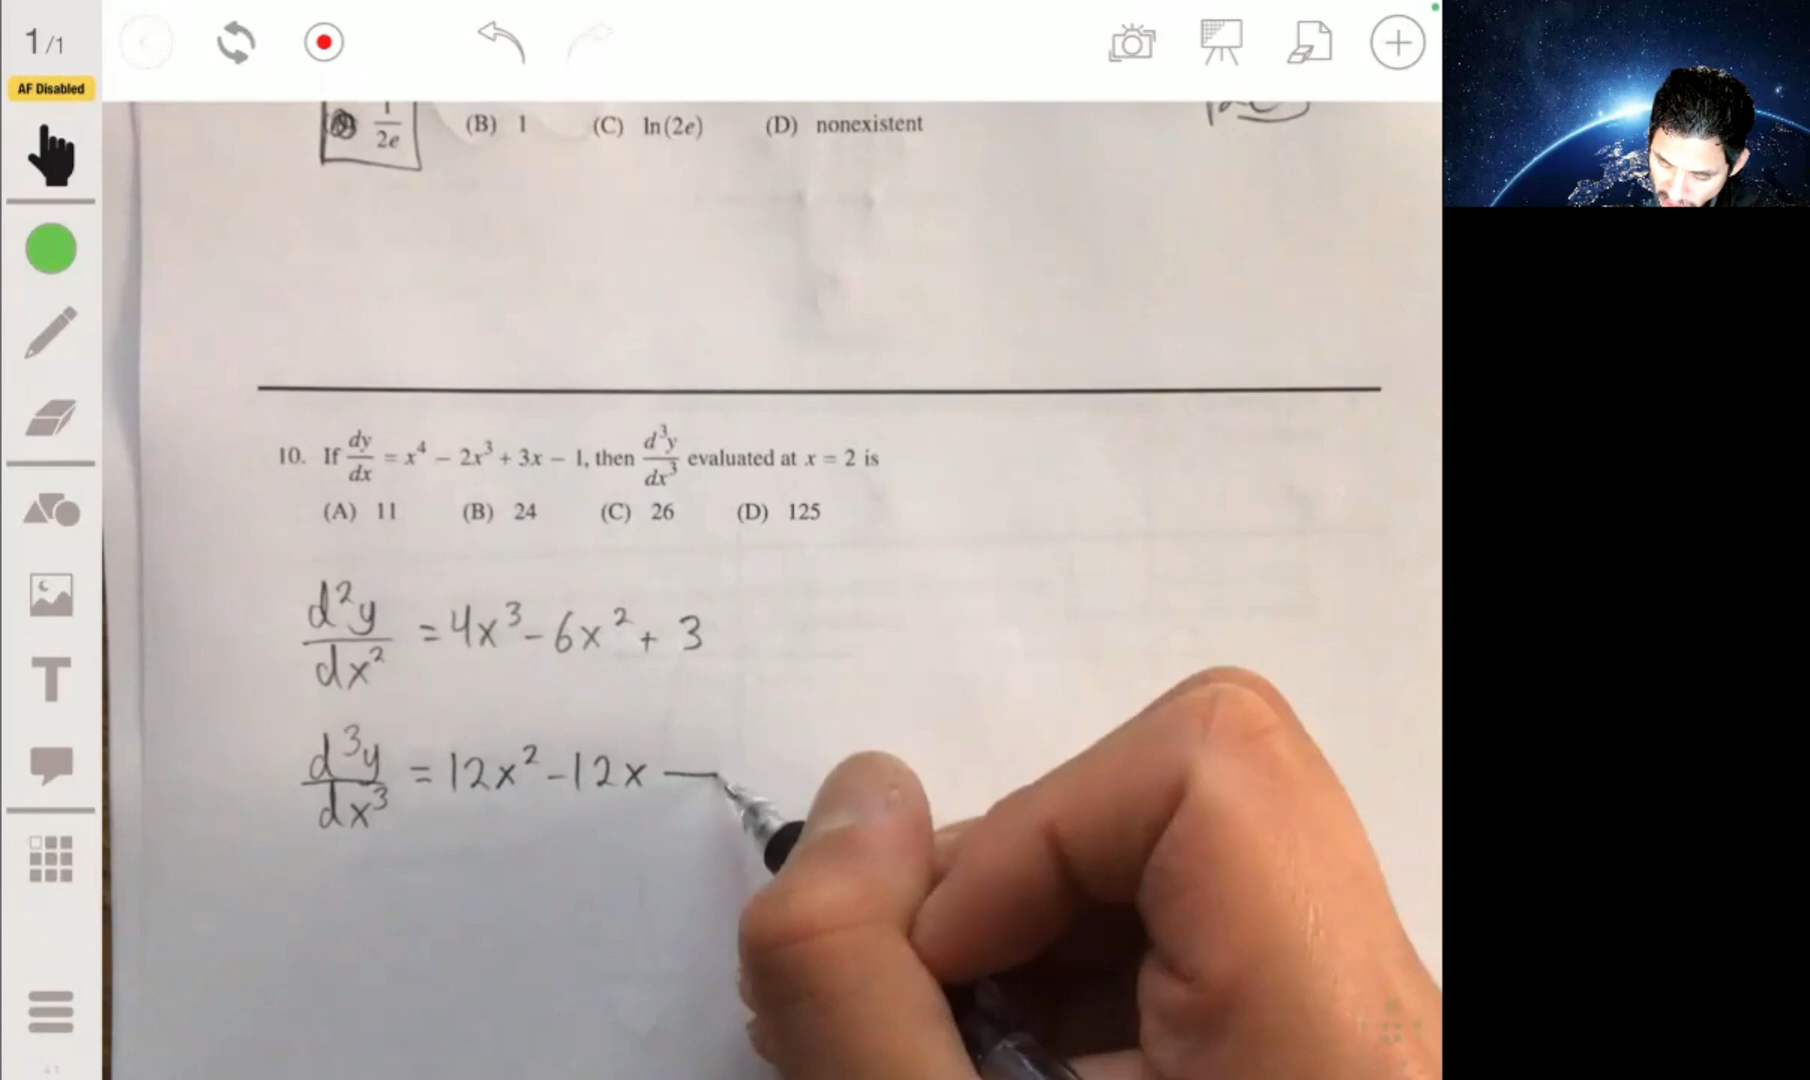 1/1
AF Disabled
1/2e (B) 1 (C) ln(2e) (D) nonexistent
10. If dy/dx = x⁴ − 2x³ + 3x − 1, then d³y/dx³ evaluated at x = 2 is
(A) 11 (B) 24 (C) 26 (D) 125
d²y/dx² = 4x³ - 6x² + 3
d³y/dx³ = 12x² - 12x
T